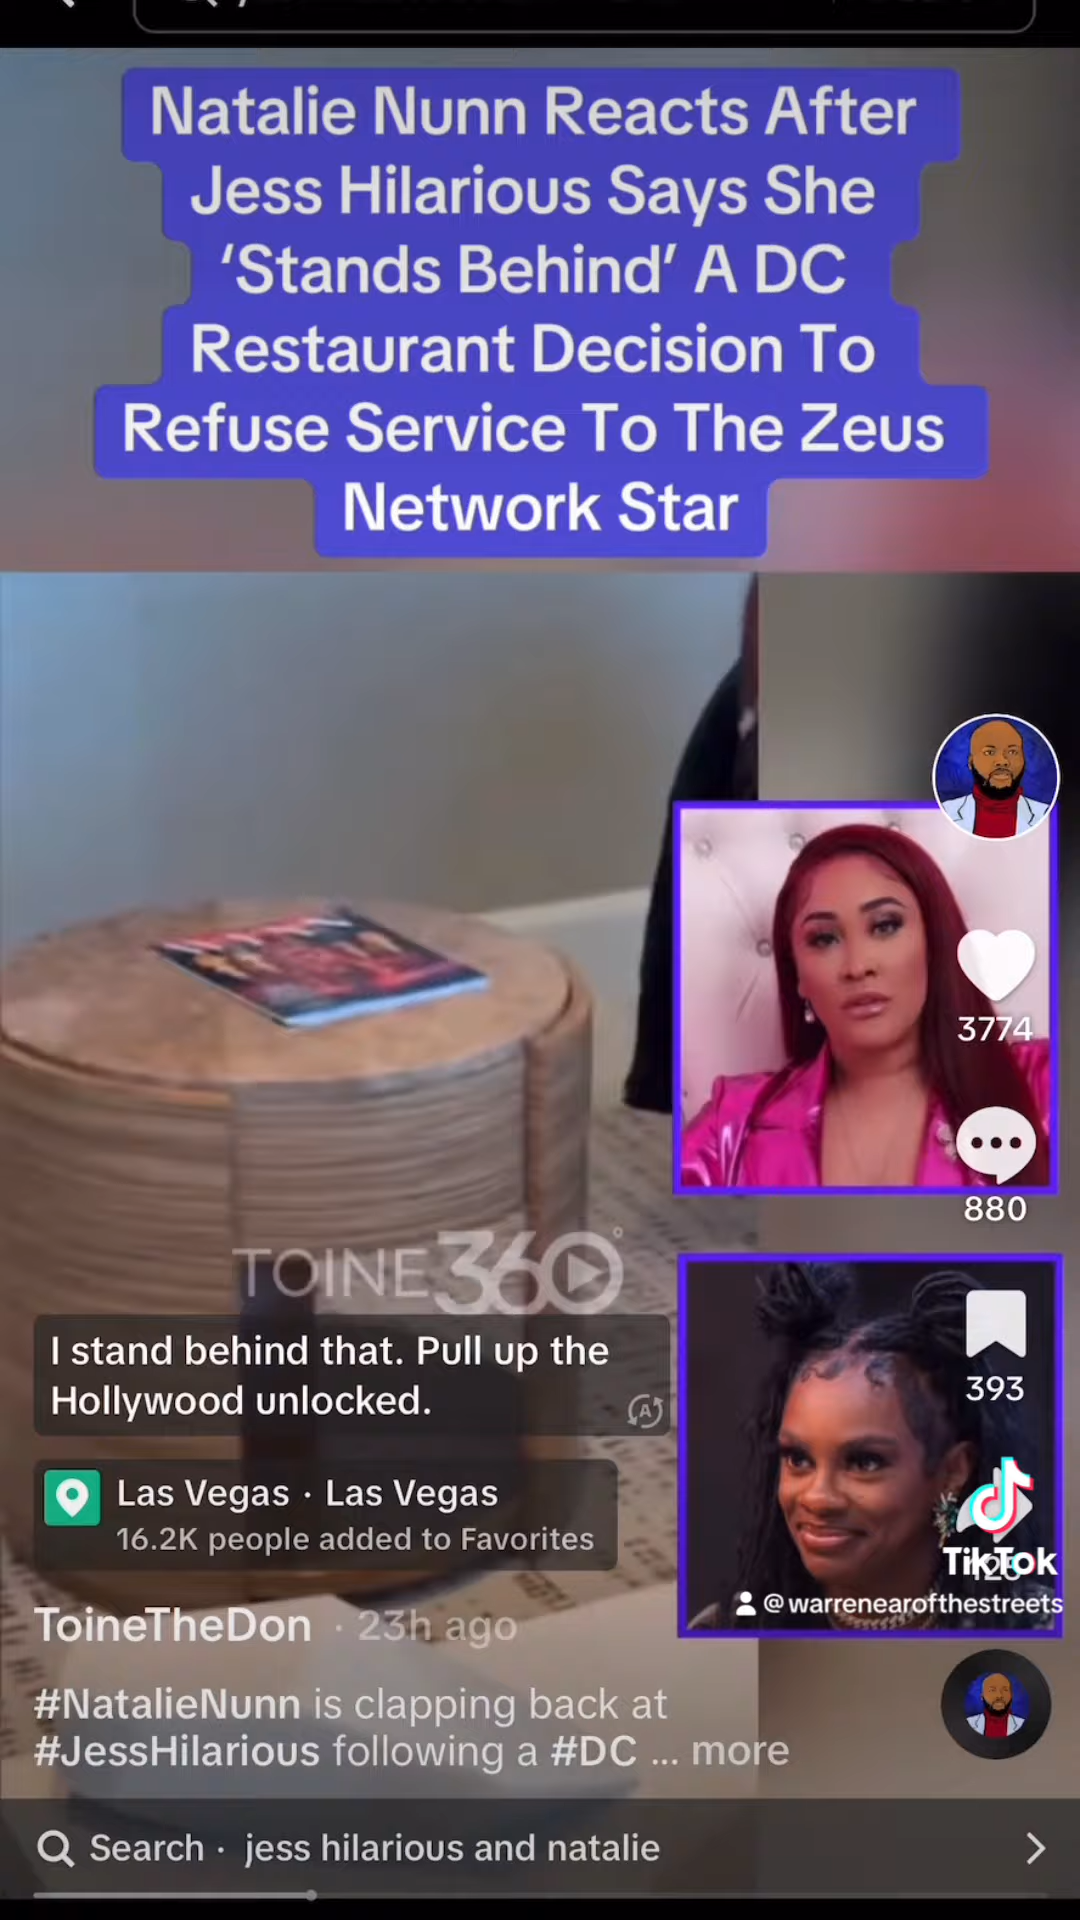 Natalie Nunn Reacts After
Jess Hilarious Says She
‘Stands Behind’ A DC
Restaurant Decision To
Refuse Service To The Zeus
Network Star
3774
880
TOINE360°
I stand behind that. Pull up the
Hollywood unlocked.
393
Las Vegas · Las Vegas
16.2K people added to Favorites
TikTok
@warrenearofthestreets
ToineTheDon · 23h ago
#NatalieNunn is clapping back at
#JessHilarious following a #DC ... more
Search · jess hilarious and natalie